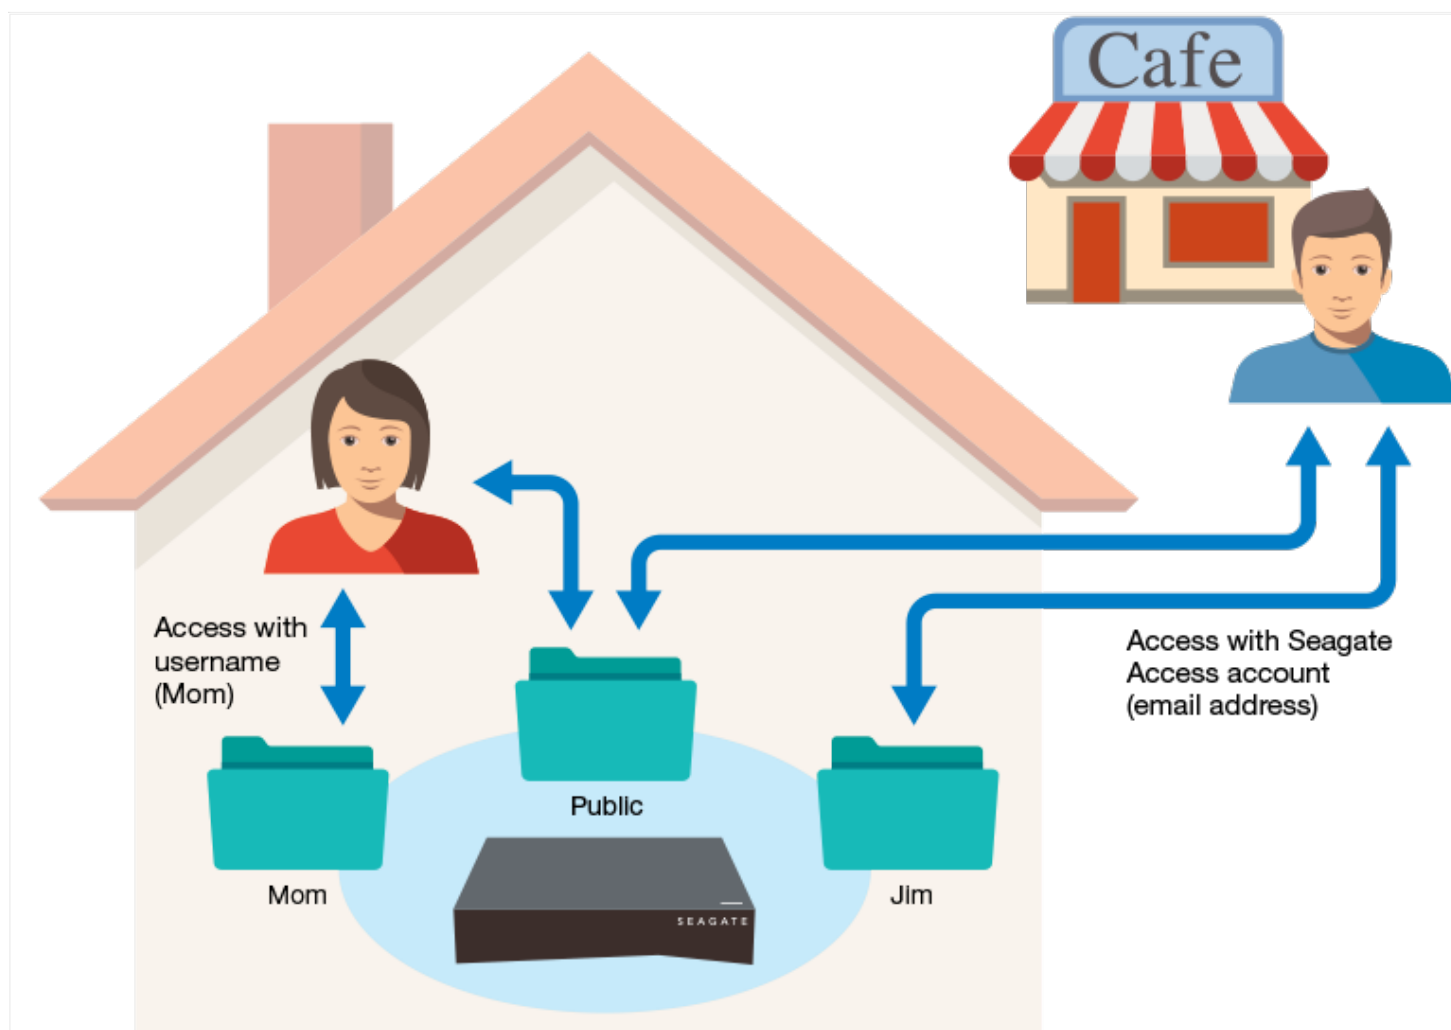 Cafe
Access with
username
(Mom)
Access with Seagate
Access account
(email address)
Public
Mom
Jim
SEAGATE